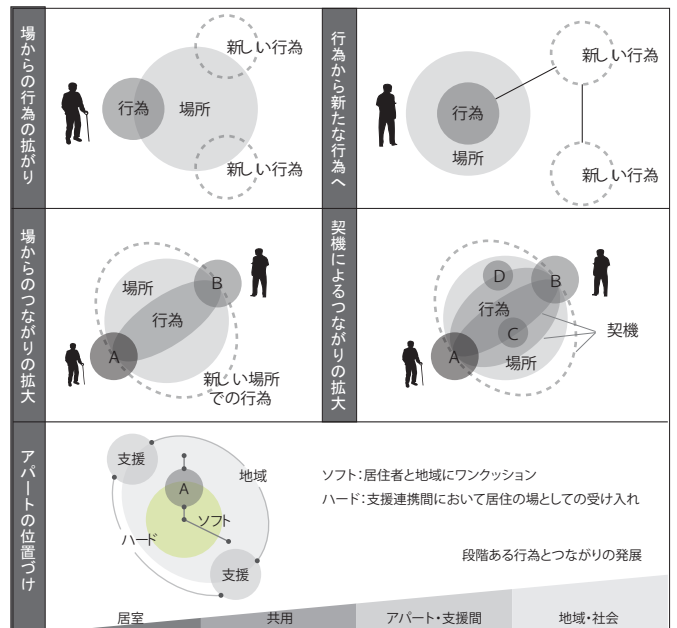 場からの行為の拡がり
行為
場所
新しい行為
新しい行為
行為から新たな行為へ
行為
場所
新しい行為
新しい行為
場からのつながりの拡大
場所
B
行為
A
新しい場所
での行為
契機によるつながりの拡大
D
B
行為
C
契機
A
場所
アパートの位置づけ
支援
地域
A
ソフト
ハード
支援
ソフト：居住者と地域にワンクッション
ハード：支援連携間において居住の場としての受け入れ
段階ある行為とつながりの発展
居室
共用
アパート・支援間
地域・社会